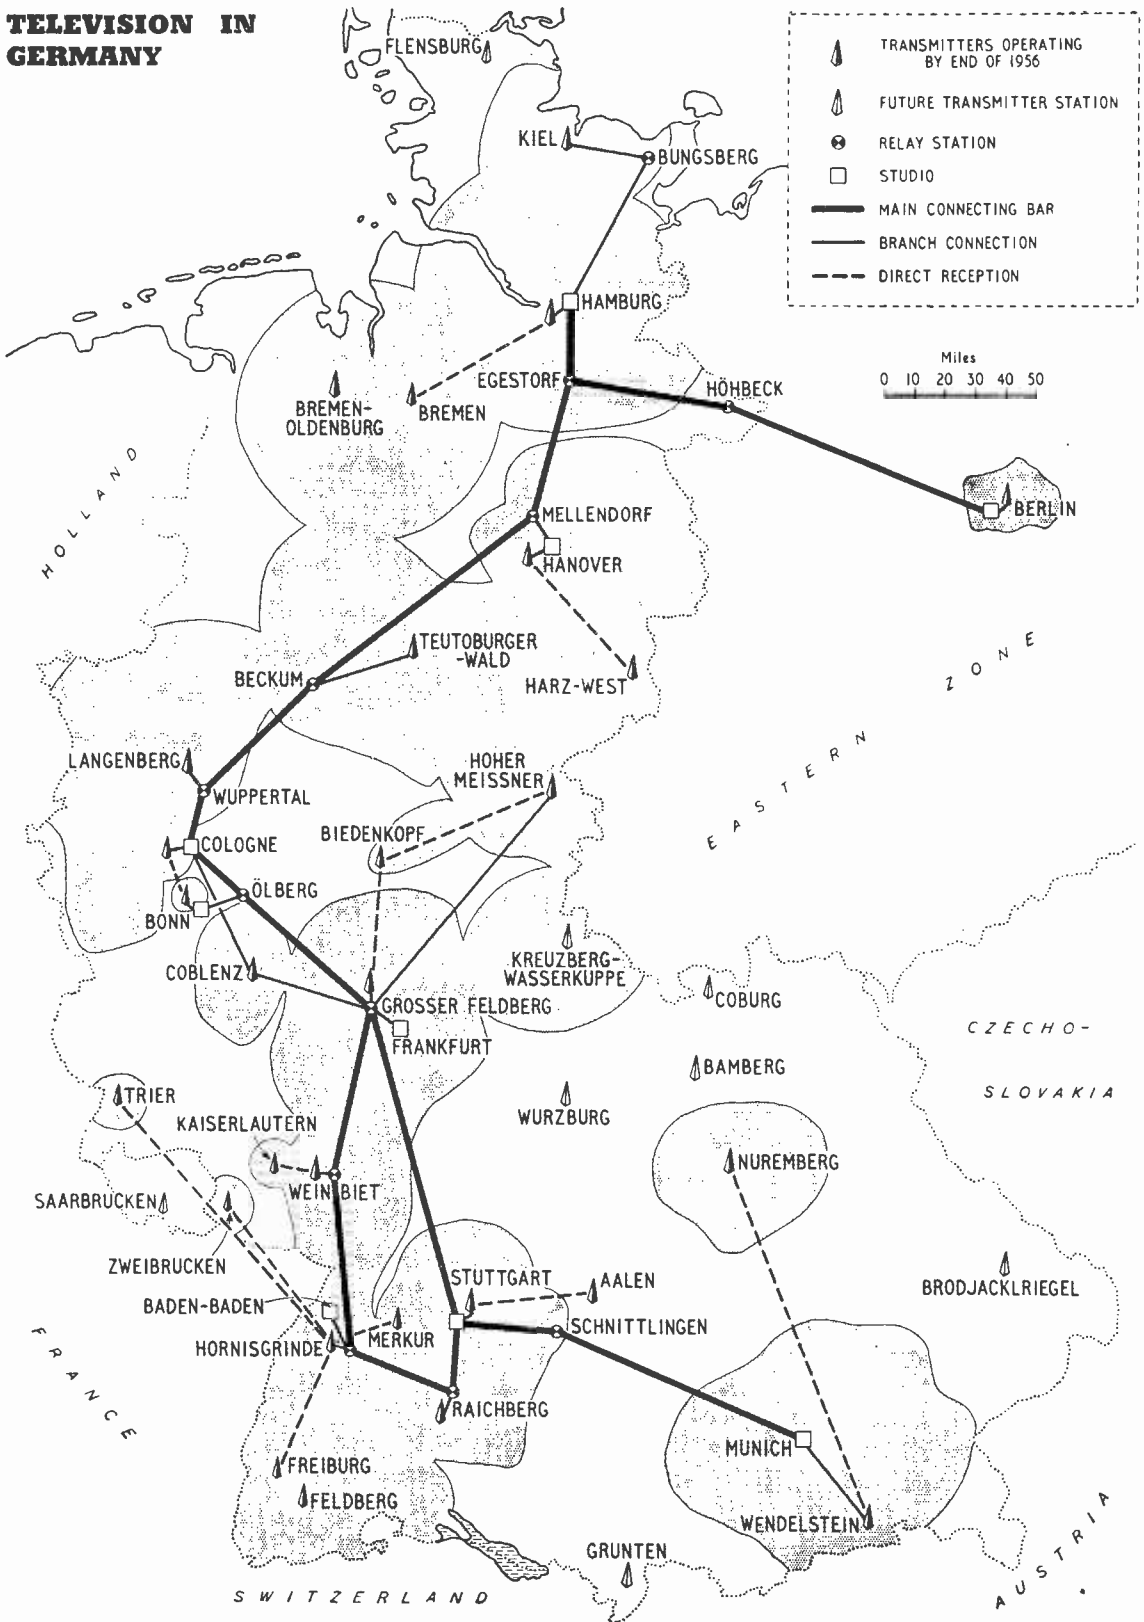 TELEVISION IN
GERMANY
TRANSMITTERS OPERATING
BY END OF 1956
FUTURE TRANSMITTER STATION
RELAY STATION
STUDIO
MAIN CONNECTING BAR
BRANCH CONNECTION
DIRECT RECEPTION
Miles
0 10 20 30 40 50
FLENSBURG
KIEL
BUNGSBERG
HAMBURG
EGESTORF
HÖHBECK
BREMEN-
OLDENBURG
BREMEN
HOLLAND
BERLIN
MELLENDORF
HANOVER
TEUTOBURGER
-WALD
BECKUM
HARZ-WEST
EASTERN ZONE
LANGENBERG
HOHER
MEISSNER
WUPPERTAL
BIEDENKOPF
COLOGNE
ÖLBERG
BONN
COBLENZ
KREUZBERG-
WASSERKUPPE
COBURG
GROSSER FELDBERG
FRANKFURT
CZECHO-
SLOVAKIA
BAMBERG
TRIER
WURZBURG
KAISERLAUTERN
NUREMBERG
WEINBIET
SAARBRUCKEN
ZWEIBRUCKEN
STUTTGART
AALEN
BRODJACKLRIEGEL
BADEN-BADEN
MERKUR
SCHNITTLINGEN
HORNISGRINDE
FRANCE
RAICHBERG
MUNICH
FREIBURG
FELDBERG
WENDELSTEIN
GRUNTEN
SWITZERLAND
AUSTRIA